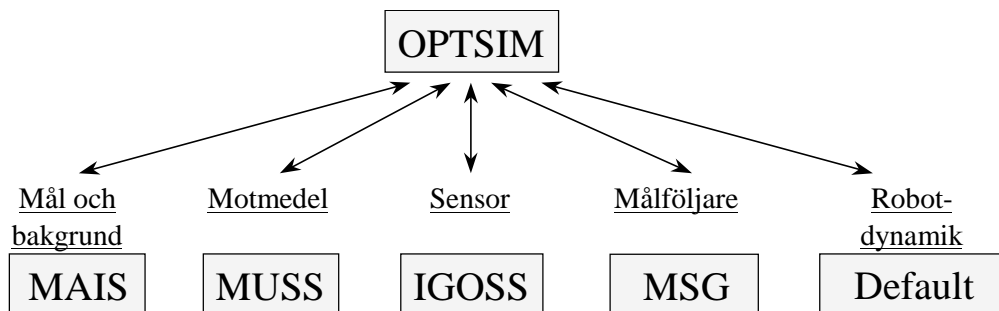 OPTSIM
Mål och
bakgrund
Motmedel
Sensor
Målföljare
Robot-
dynamik
MAIS
MUSS
IGOSS
MSG
Default